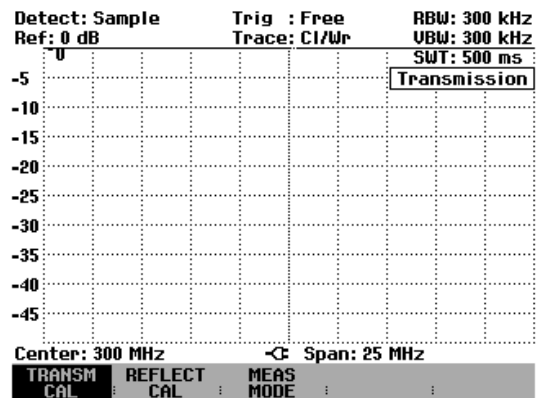 Detect: Sample Trig : Free RBW: 300 kHz
Ref: 0 dB Trace: Cl/Wr VBW: 300 kHz
U SWT: 500 ms
-5 Transmission
-10
-15
-20
-25
-30
-35
-40
-45
Center: 300 MHz Span: 25 MHz
TRANSM REFLECT MEAS
CAL CAL MODE